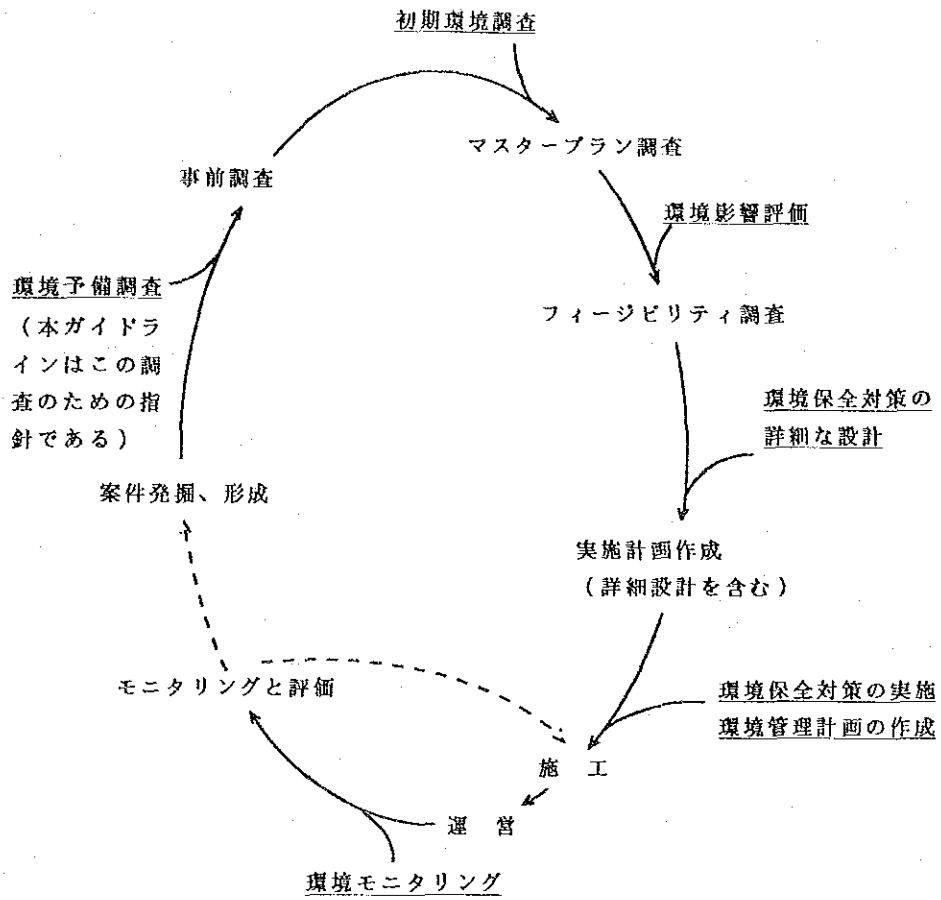 初期環境調査
マスタープラン調査
事前調査
環境影響評価
環境予備調査
(本ガイドラ
インはこの調
査のための指
針である)
フィージビリティ調査
環境保全対策の
詳細な設計
案件発掘、形成
実施計画作成
(詳細設計を含む)
モニタリングと評価
環境保全対策の実施
環境管理計画の作成
施 工
運 営
環境モニタリング